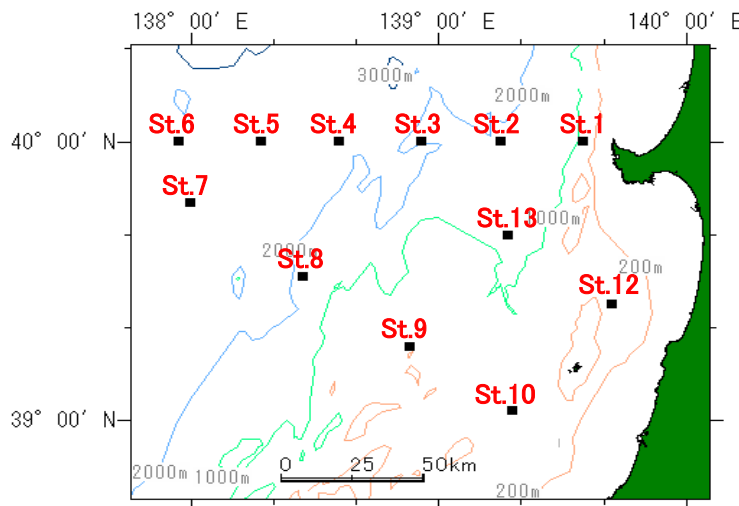 138° 00′ E 139° 00′ E 140° 00′ E
3000m
2000m
40° 00′ N
St.6 St.5 St.4 St.3 St.2 St.1
St.7
St.13
1000m
2000m
St.8
200m
St.12
St.9
St.10
39° 00′ N
0 25 50km
2000m
1000m
200m